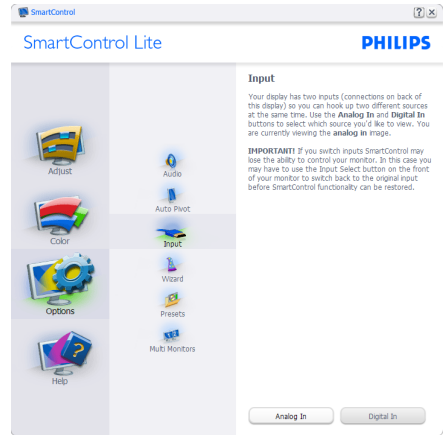 SmartControl
SmartControl Lite
PHILIPS
Adjust
Color
Options
Help
Audio
Auto Pivot
Input
Wizard
Presets
Multi Monitors
Input
Your display has two inputs (connections on back of
this display) so you can hook up two different sources
at the same time. Use the Analog In and Digital In
buttons to select which source you'd like to view. You
are currently viewing the analog in image.
IMPORTANT! If you switch inputs SmartControl may
lose the ability to control your monitor. In this case you
may have to use the Input Select button on the front
of your monitor to switch back to the original input
before SmartControl functionality can be restored.
Analog In
Digital In